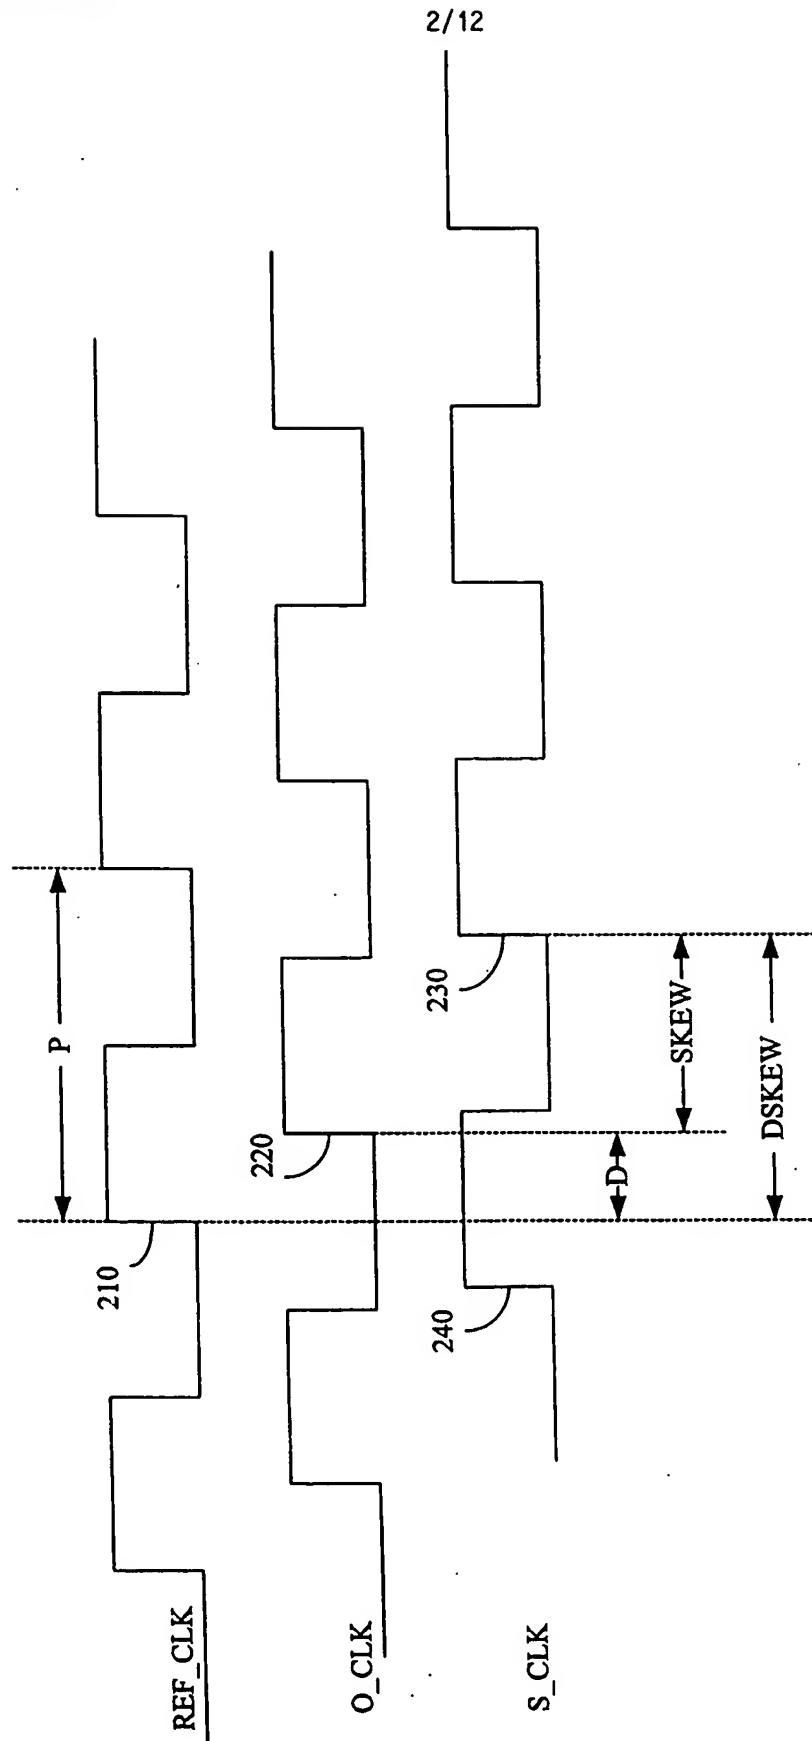 2/12
P
REF_CLK
210
O_CLK
220
S_CLK
230
240
SKEW
D
DSKEW